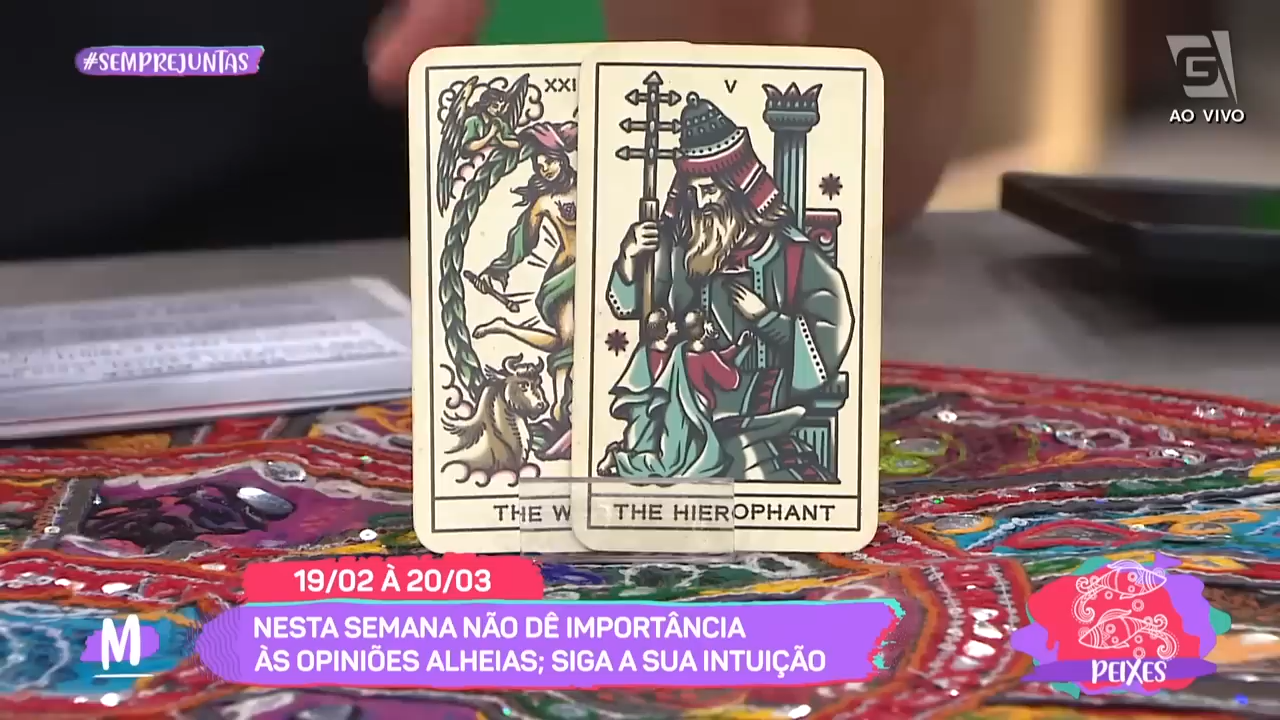 #SEMPREJUNTAS
G
AO VIVO
XXI
V
THE W
THE HIEROPHANT
19/02 À 20/03
M
NESTA SEMANA NÃO DÊ IMPORTÂNCIA
ÀS OPINIÕES ALHEIAS; SIGA A SUA INTUIÇÃO
PEIXES